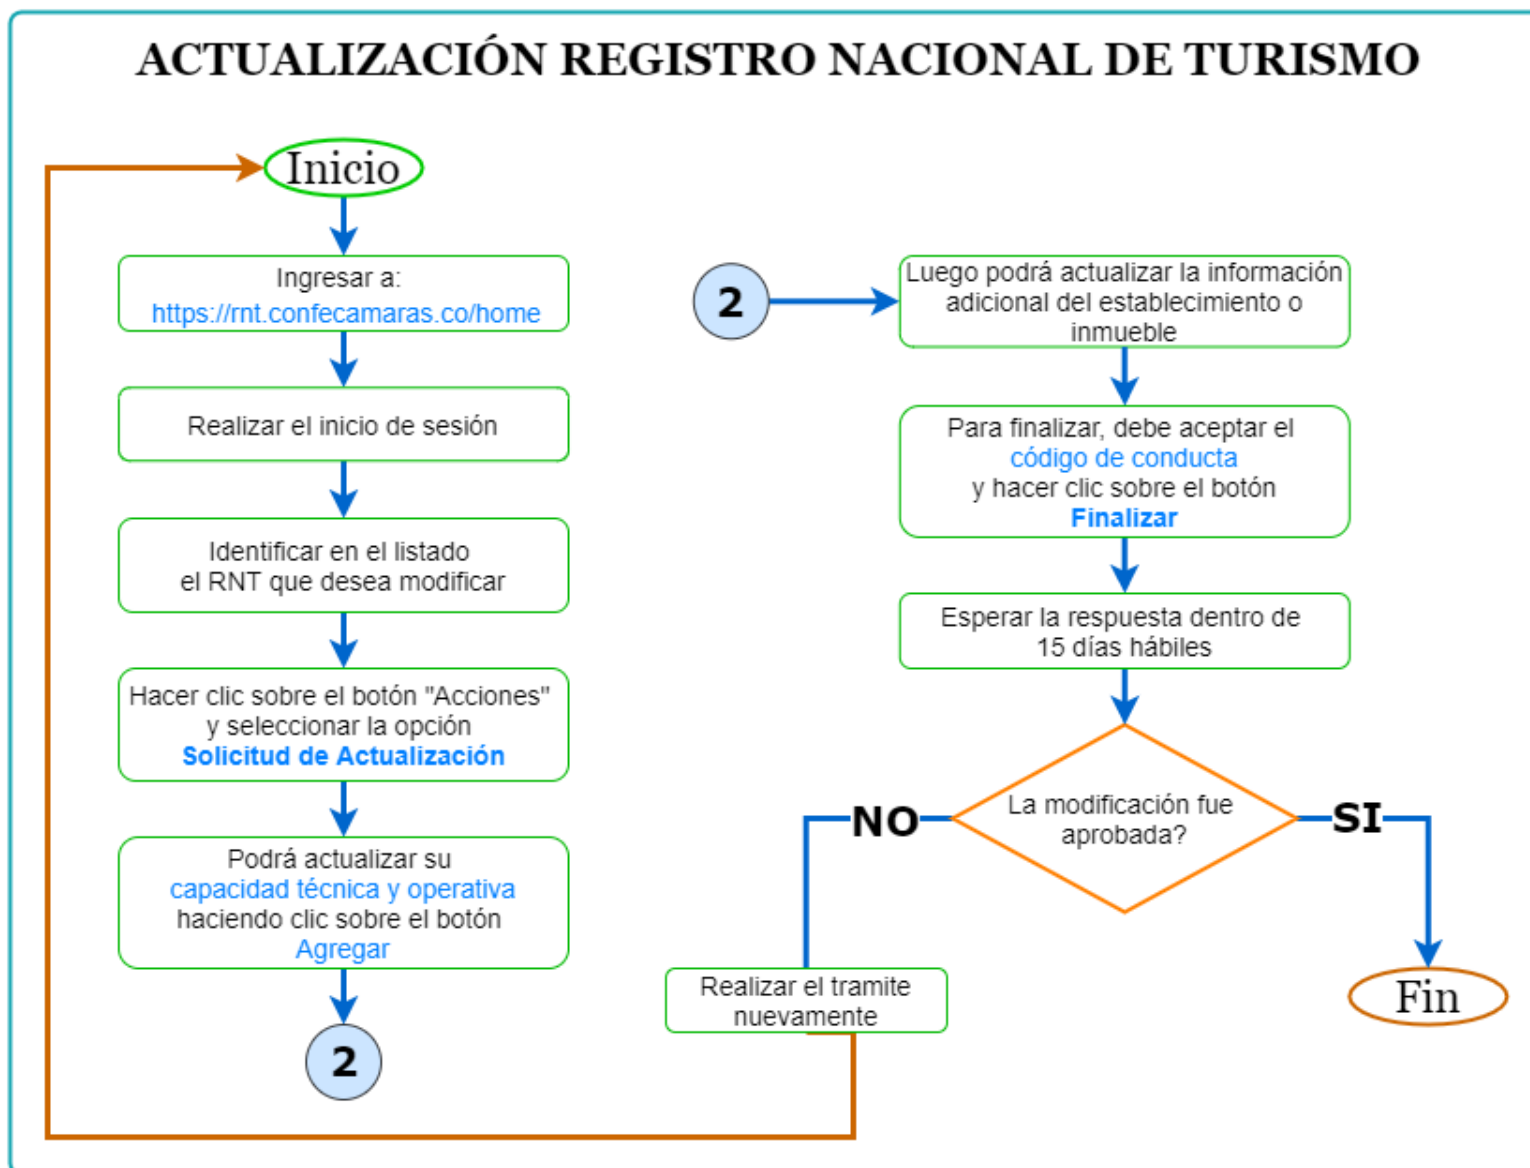 ACTUALIZACIÓN REGISTRO NACIONAL DE TURISMO
Inicio
Ingresar a:
https://rnt.confecamaras.co/home
Realizar el inicio de sesión
Identificar en el listado
el RNT que desea modificar
Hacer clic sobre el botón "Acciones"
y seleccionar la opción
Solicitud de Actualización
Podrá actualizar su
capacidad técnica y operativa
haciendo clic sobre el botón
Agregar
2
2
Luego podrá actualizar la información
adicional del establecimiento o
inmueble
Para finalizar, debe aceptar el
código de conducta
y hacer clic sobre el botón
Finalizar
Esperar la respuesta dentro de
15 días hábiles
La modificación fue
aprobada?
NO
SI
Realizar el tramite
nuevamente
Fin